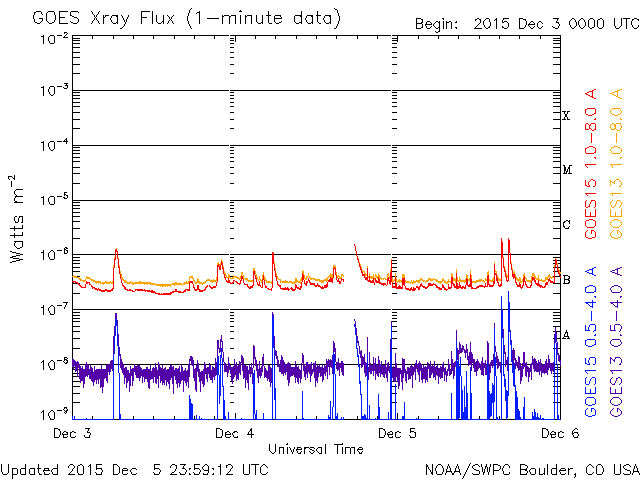 GOES Xray Flux (1-minute data)
Begin: 2015 Dec 3 0000 UTC
10⁻²
10⁻³
10⁻⁴
10⁻⁵
10⁻⁶
10⁻⁷
10⁻⁸
10⁻⁹
Watts m⁻²
X
M
C
B
A
GOES15 1.0-8.0 A
GOES13 1.0-8.0 A
GOES15 0.5-4.0 A
GOES13 0.5-4.0 A
Dec 3 Dec 4 Dec 5 Dec 6
Universal Time
Updated 2015 Dec 5 23:59:12 UTC
NOAA/SWPC Boulder, CO USA